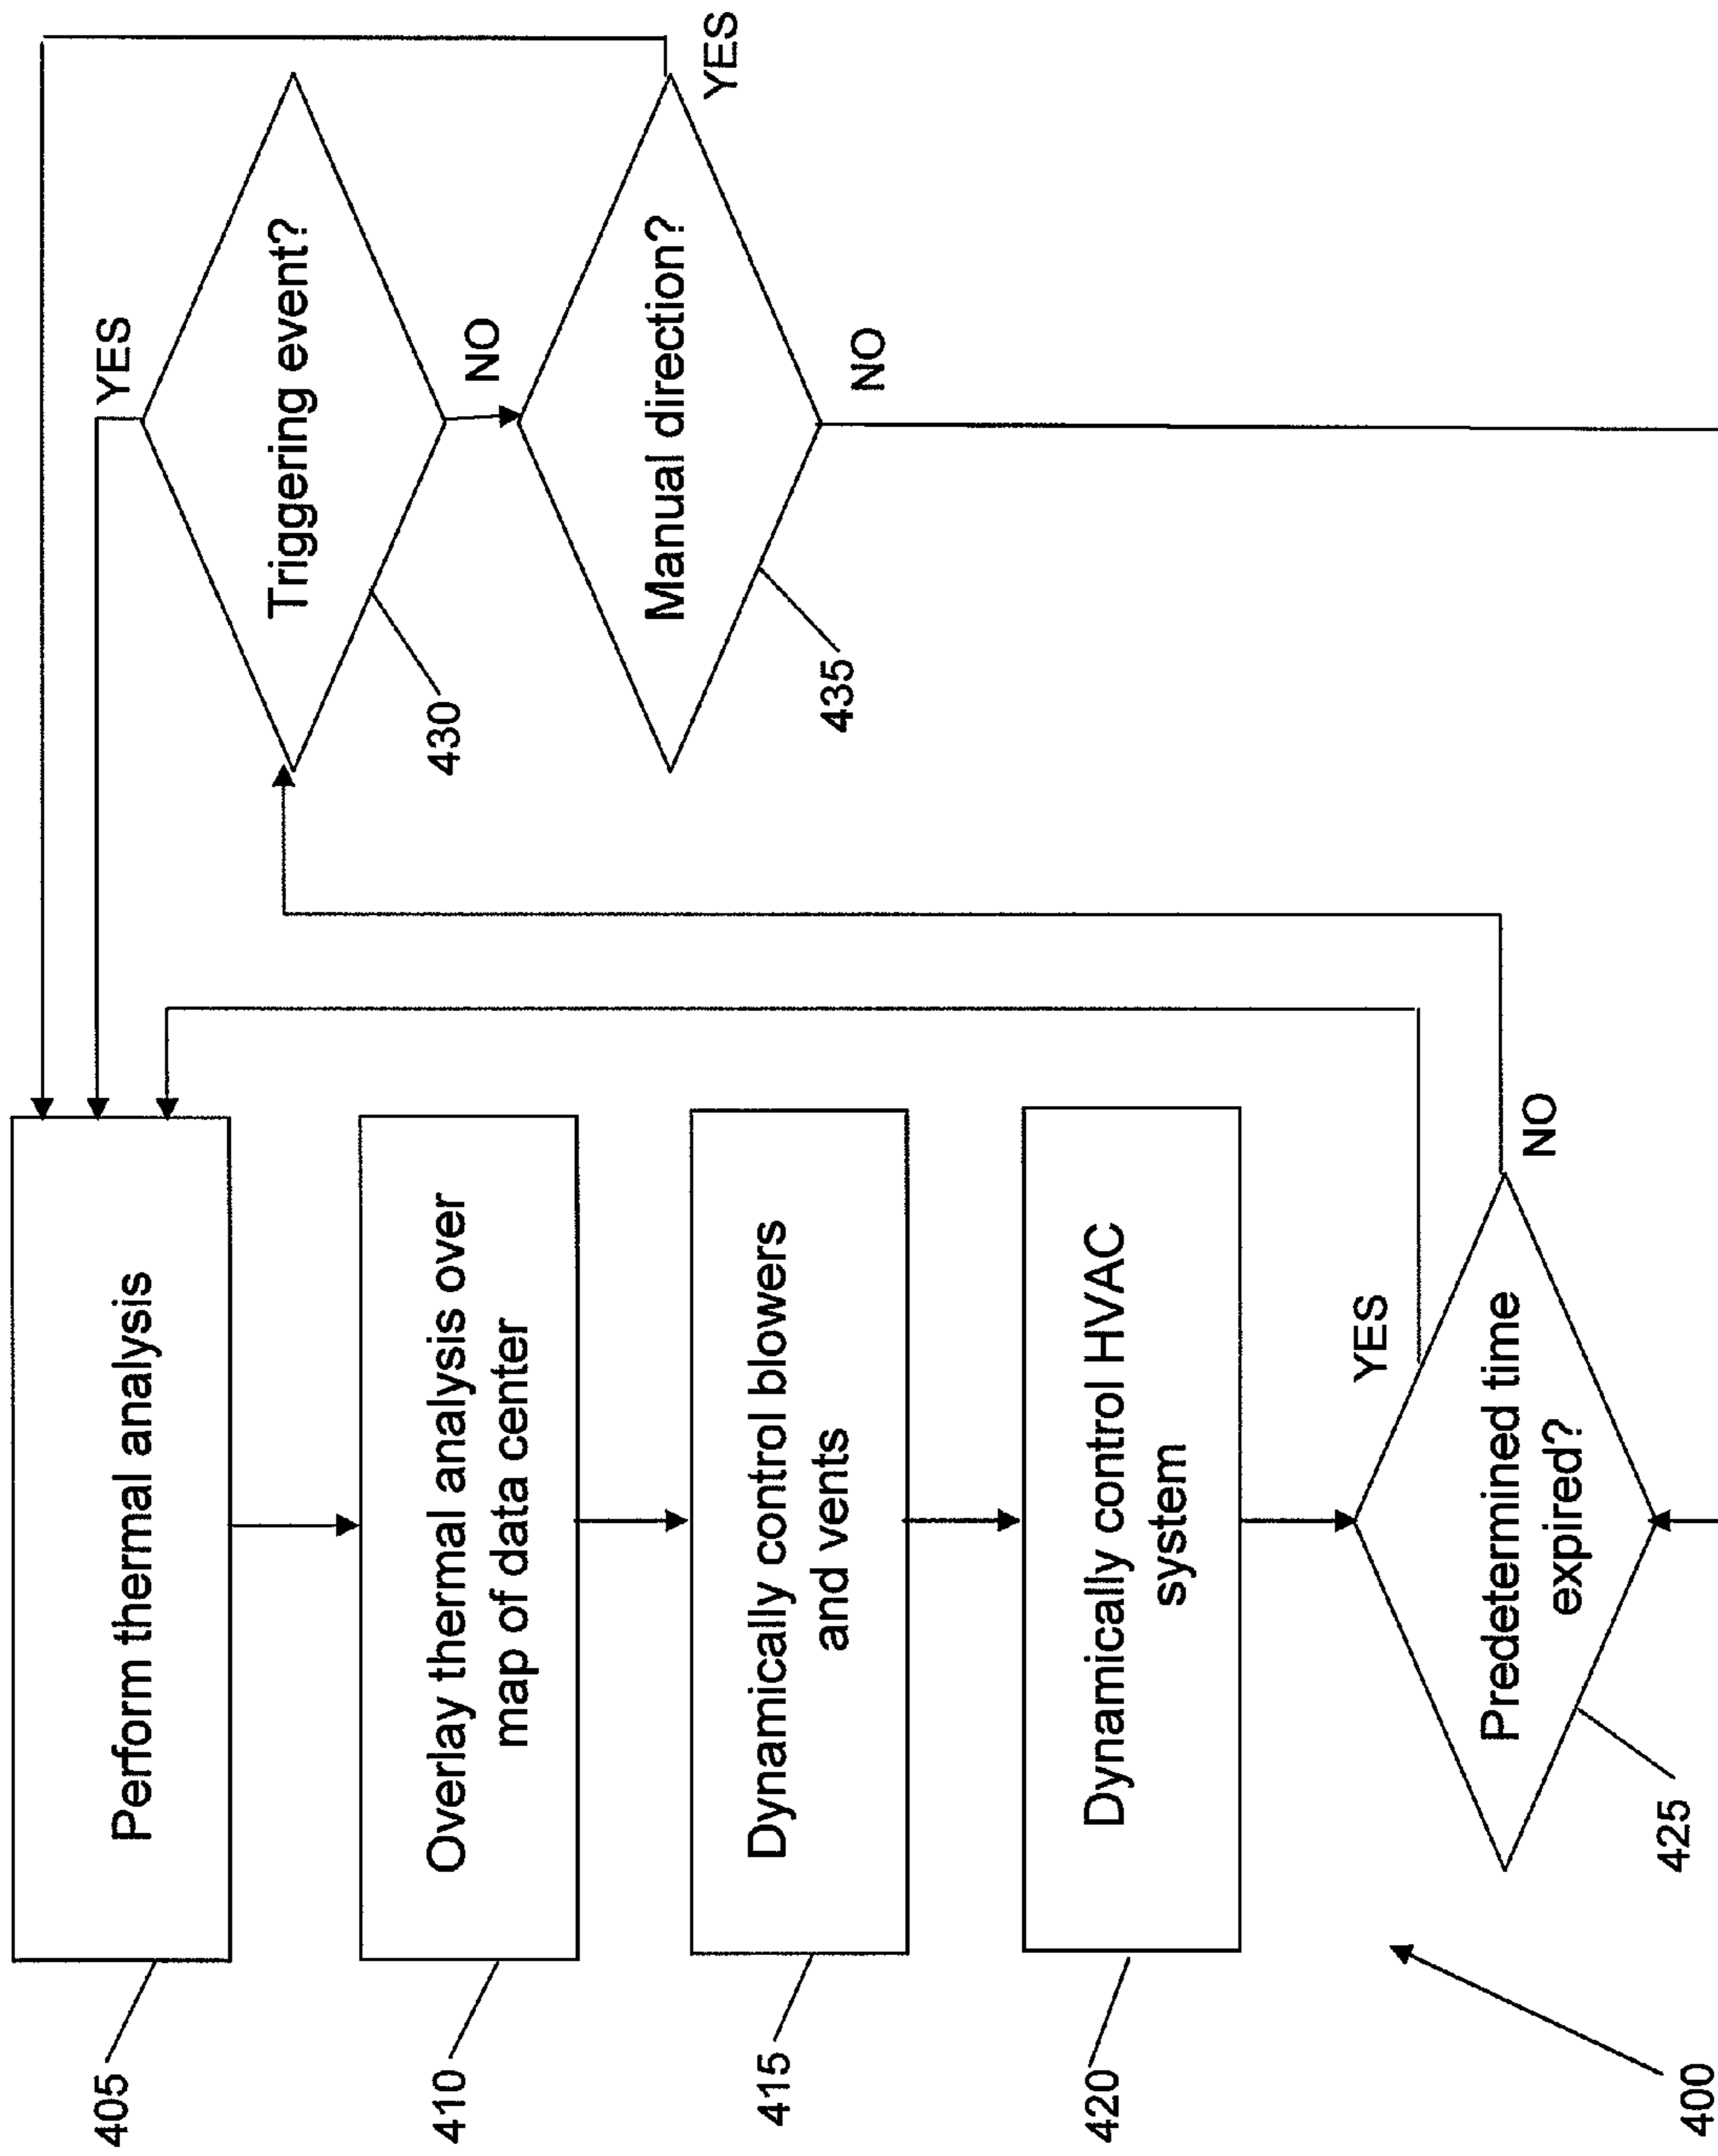 405
Perform thermal analysis
410
Overlay thermal analysis over
map of data center
415
Dynamically control blowers
and vents
420
Dynamically control HVAC
system
YES
Predetermined time
expired?
NO
425
400
YES
Triggering event?
430
NO
Manual direction?
YES
435
NO